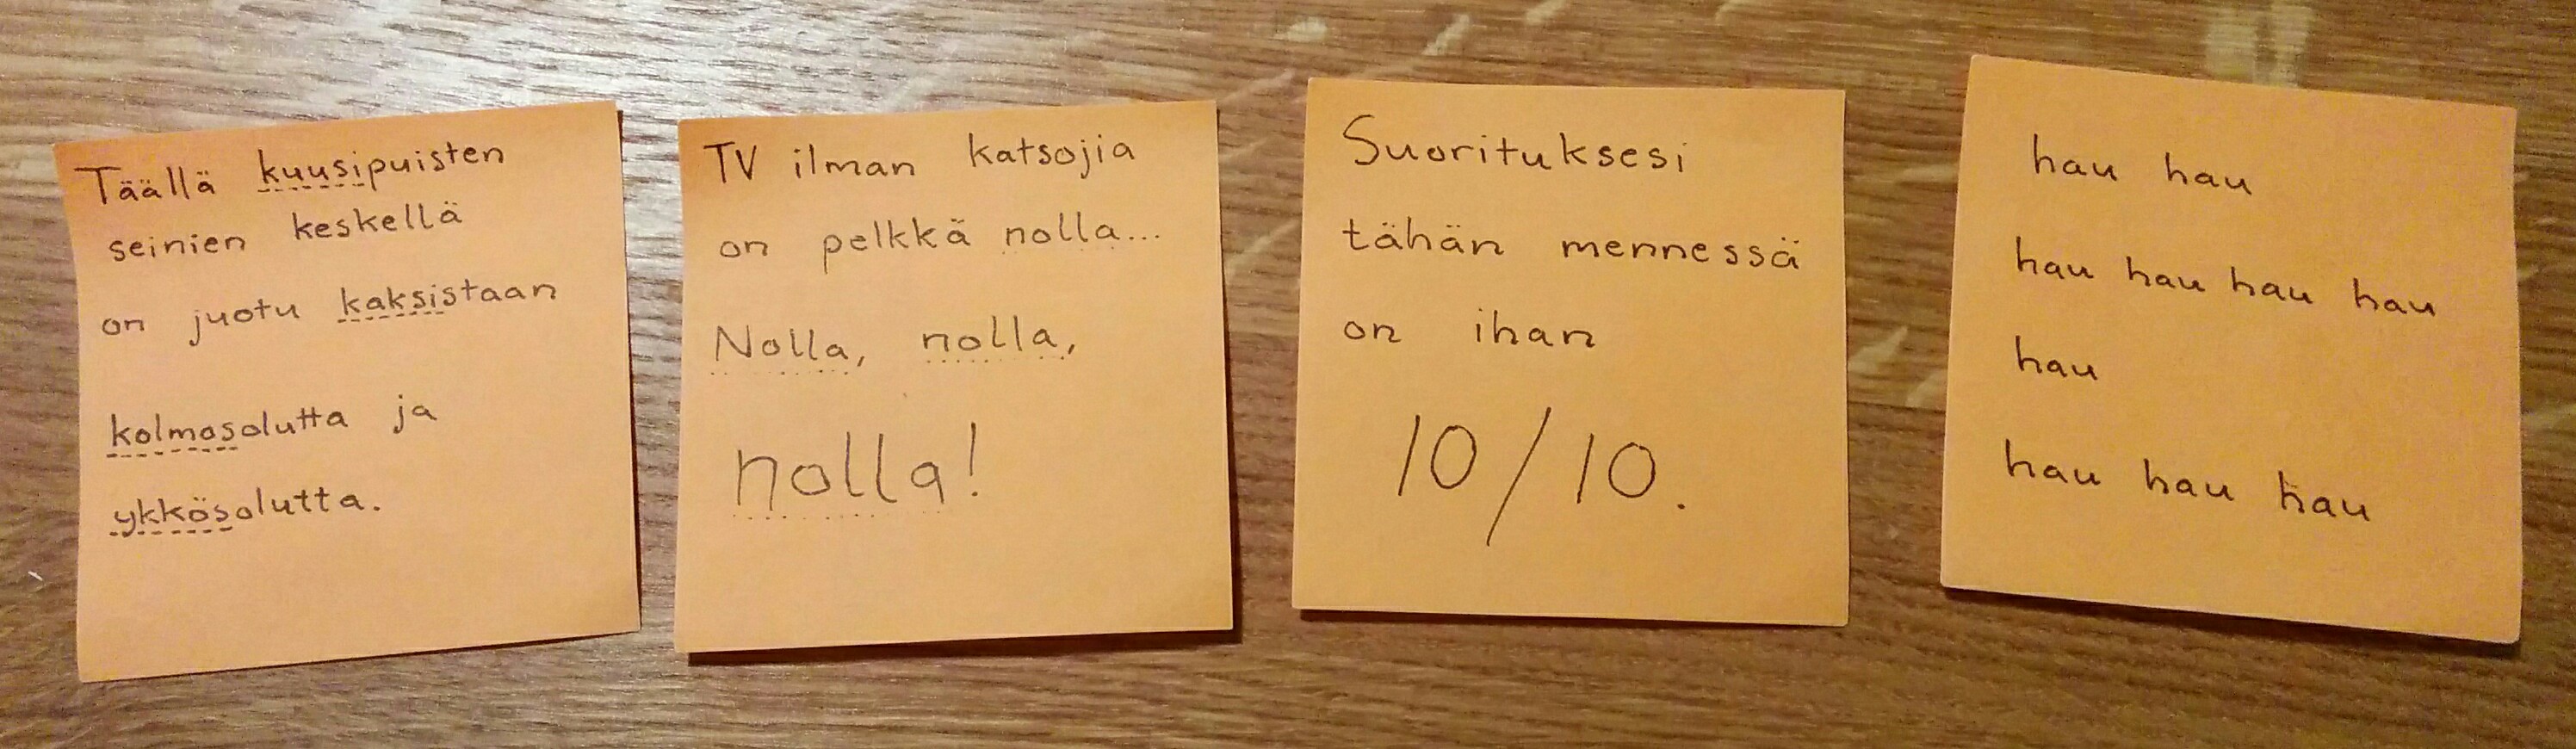 Täällä kuusipuisten
seinien keskellä
on juotu kaksistaan
kolmosolutta ja
ykkösolutta.
TV ilman katsojia
on pelkkä nolla...
Nolla, nolla,
nolla!
Suorituksesi
tähän mennessä
on ihan
10/10.
hau hau
hau hau hau hau
hau
hau hau hau